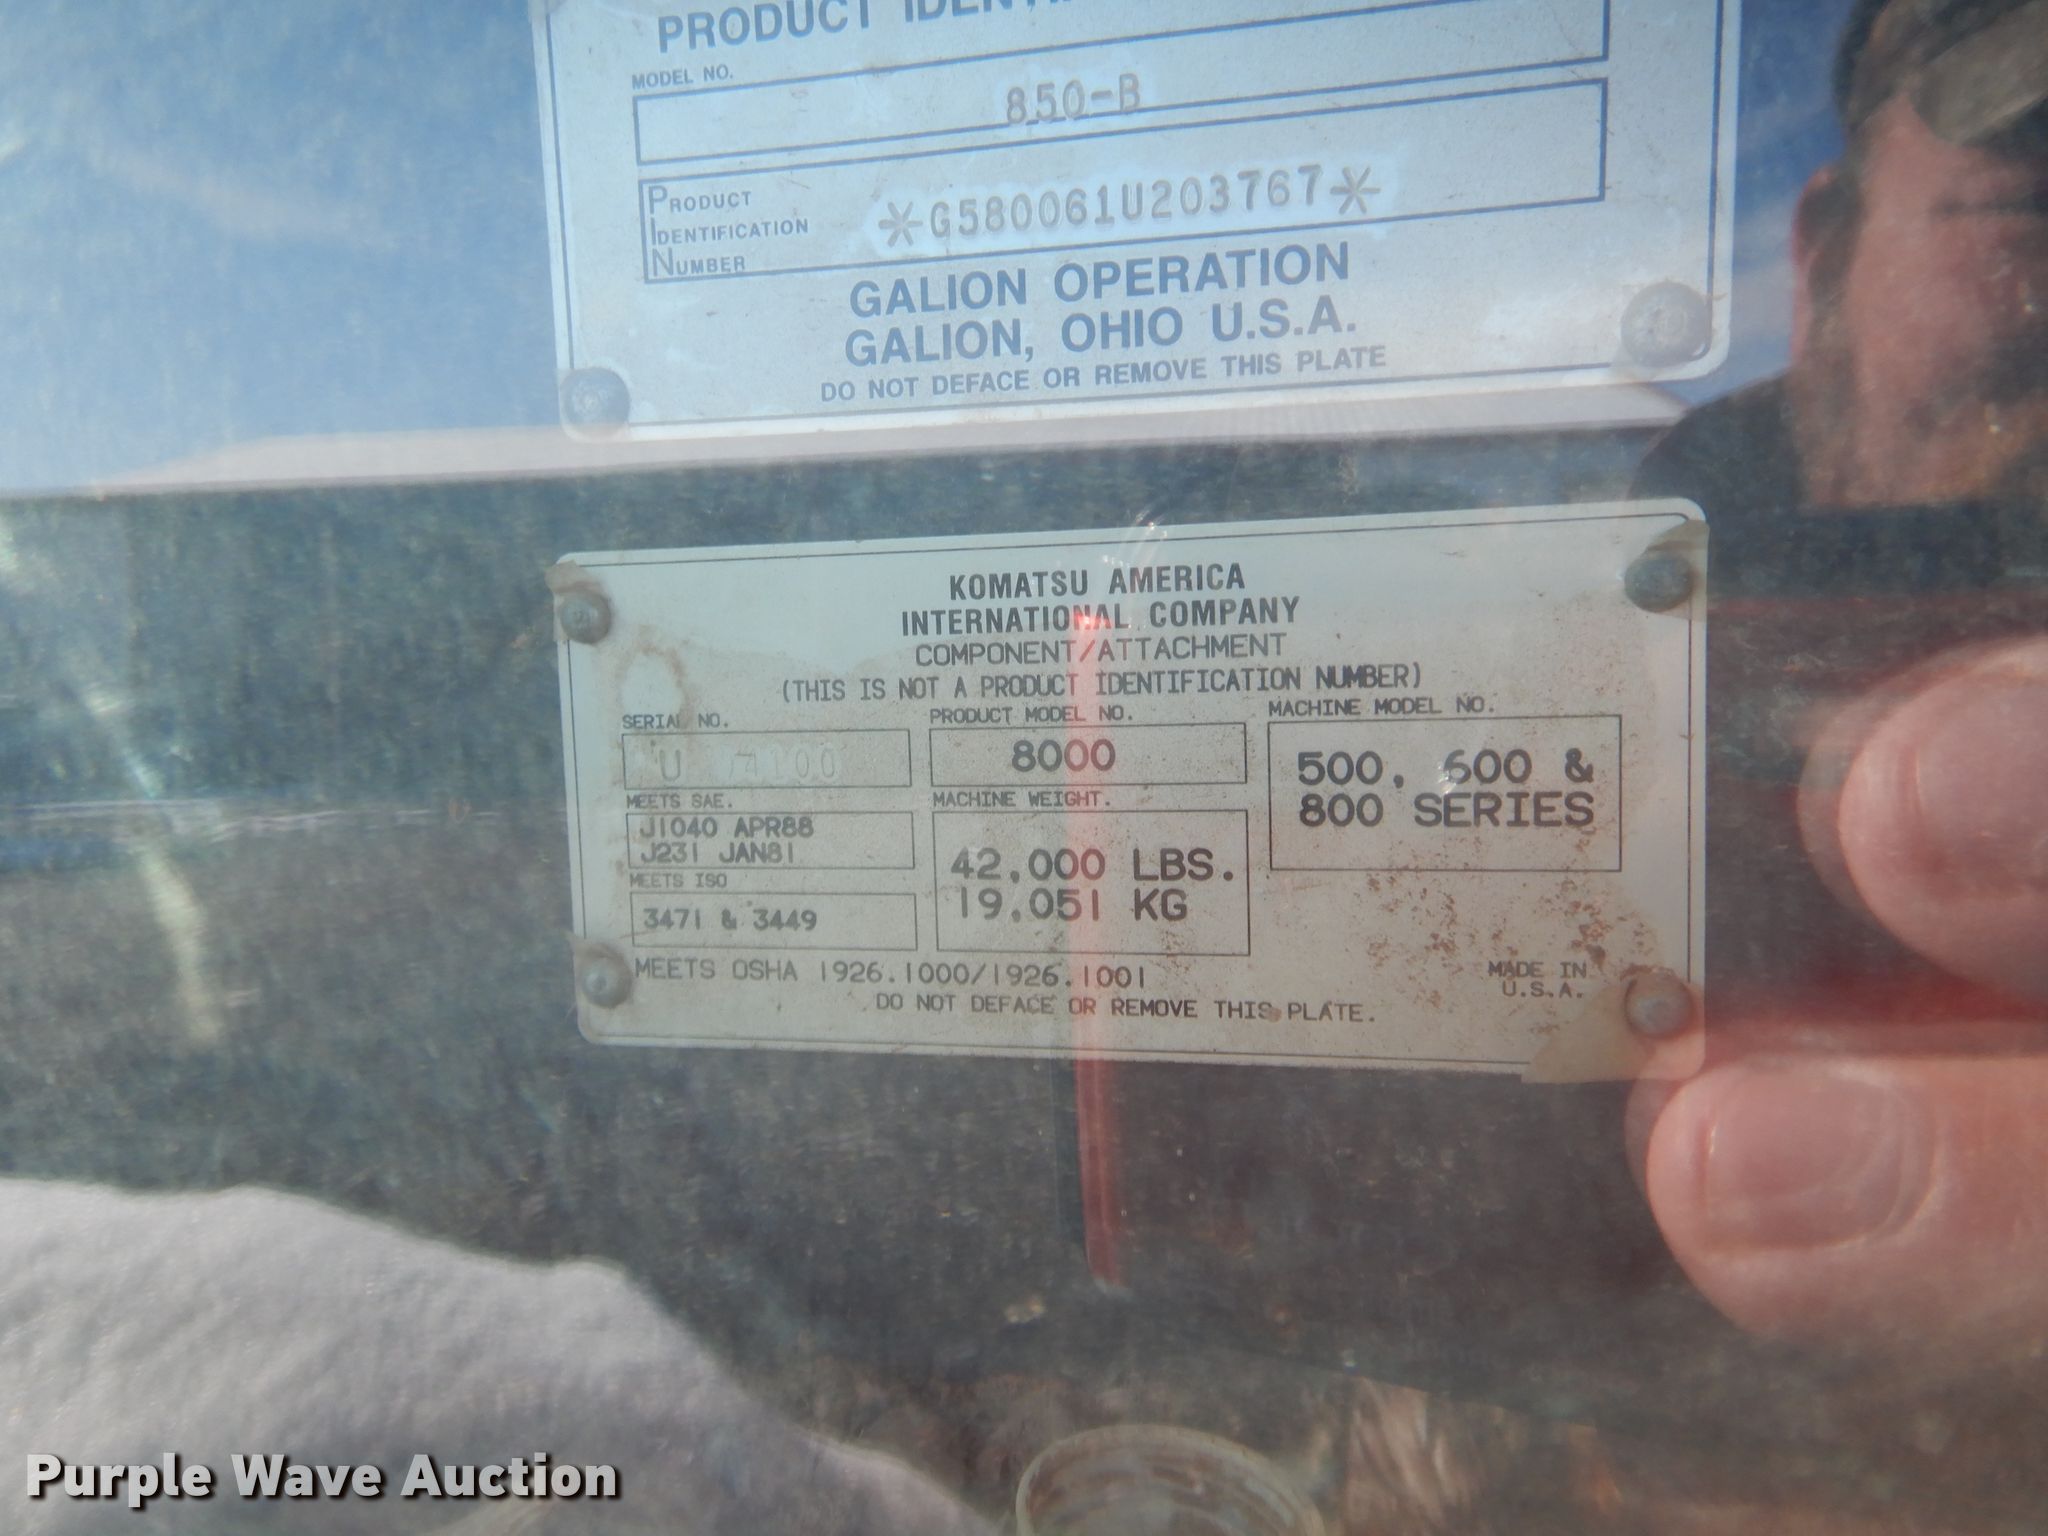 PRODUCT
MODEL NO.
850-B
PRODUCT
IDENTIFICATION
NUMBER
*G580061U203767*
GALION OPERATION
GALION, OHIO U.S.A.
DO NOT DEFACE OR REMOVE THIS PLATE
KOMATSU AMERICA
INTERNATIONAL COMPANY
COMPONENT/ATTACHMENT
(THIS IS NOT A PRODUCT IDENTIFICATION NUMBER)
SERIAL NO. PRODUCT MODEL NO. MACHINE MODEL NO.
U 8000 500, 600 &
800 SERIES
MEETS SAE. MACHINE WEIGHT.
J1040 APR88
J231 JAN81
42,000 LBS.
19,051 KG
MEETS ISO
3471 & 3449
MEETS OSHA 1926.1000/1926.1001
MADE IN
U.S.A.
DO NOT DEFACE OR REMOVE THIS PLATE.
Purple Wave Auction